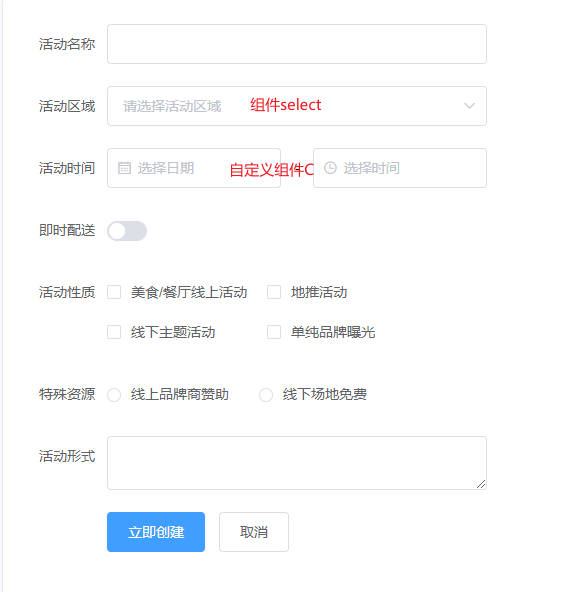 活动名称
活动区域 请选择活动区域 组件select
活动时间 选择日期 自定义组件C 选择时间
即时配送
活动性质 美食/餐厅线上活动 地推活动
线下主题活动 单纯品牌曝光
特殊资源 线上品牌商赞助 线下场地免费
活动形式
立即创建 取消